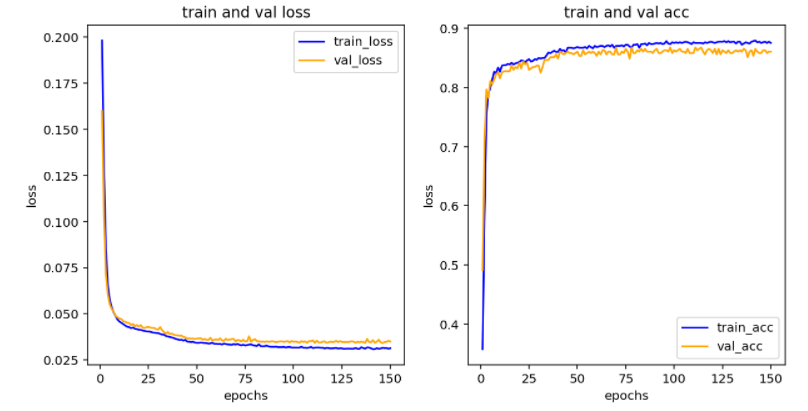 train and val loss
train_loss
val_loss
0.200
0.175
0.150
0.125
0.100
0.075
0.050
0.025
loss
0
25
50
75
100
125
150
epochs
train and val acc
0.9
0.8
0.7
0.6
0.5
0.4
loss
train_acc
val_acc
0
25
50
75
100
125
150
epochs